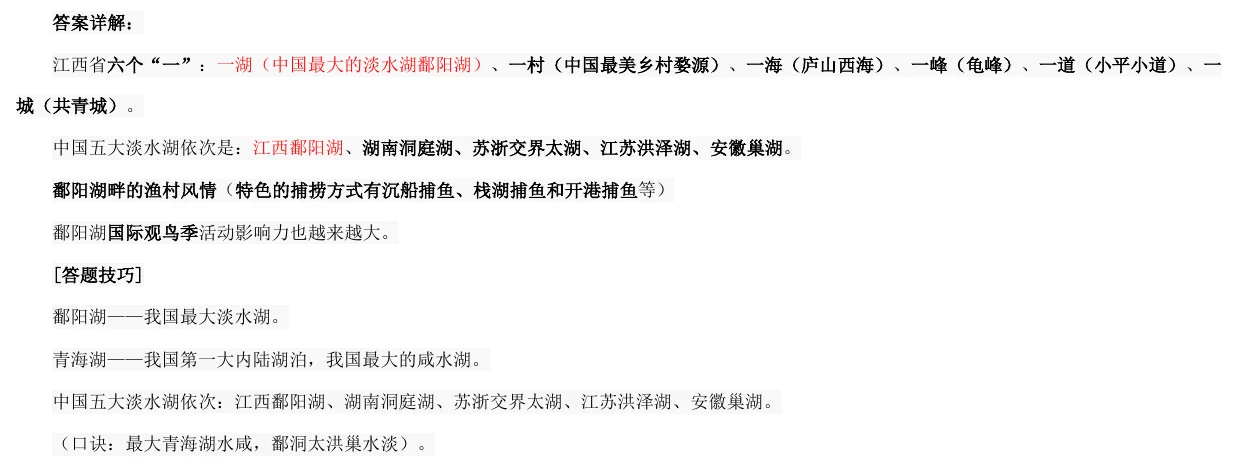 答案详解：
江西省六个“一”：一湖（中国最大的淡水湖鄱阳湖）、一村（中国最美乡村婺源）、一海（庐山西海）、一峰（龟峰）、一道（小平小道）、一
城（共青城）。
中国五大淡水湖依次是：江西鄱阳湖、湖南洞庭湖、苏浙交界太湖、江苏洪泽湖、安徽巢湖。
鄱阳湖畔的渔村风情（特色的捕捞方式有沉船捕鱼、栈湖捕鱼和开港捕鱼等）
鄱阳湖国际观鸟季活动影响力也越来越大。
[答题技巧]
鄱阳湖——我国最大淡水湖。
青海湖——我国第一大内陆湖泊，我国最大的咸水湖。
中国五大淡水湖依次：江西鄱阳湖、湖南洞庭湖、苏浙交界太湖、江苏洪泽湖、安徽巢湖。
（口诀：最大青海湖水咸，鄱洞太洪巢水淡）。